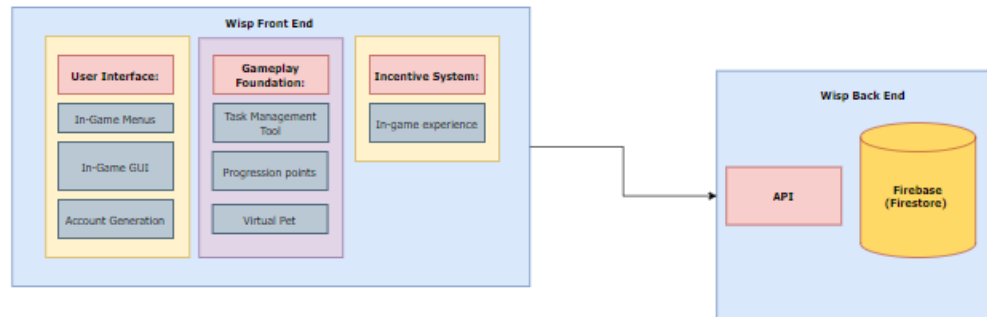 Wisp Front End
User Interface:
In-Game Menus
In-Game GUI
Account Generation
Gameplay
Foundation:
Task Management
Tool
Progression points
Virtual Pet
Incentive System:
In-game experience
Wisp Back End
API
Firebase
(Firestore)